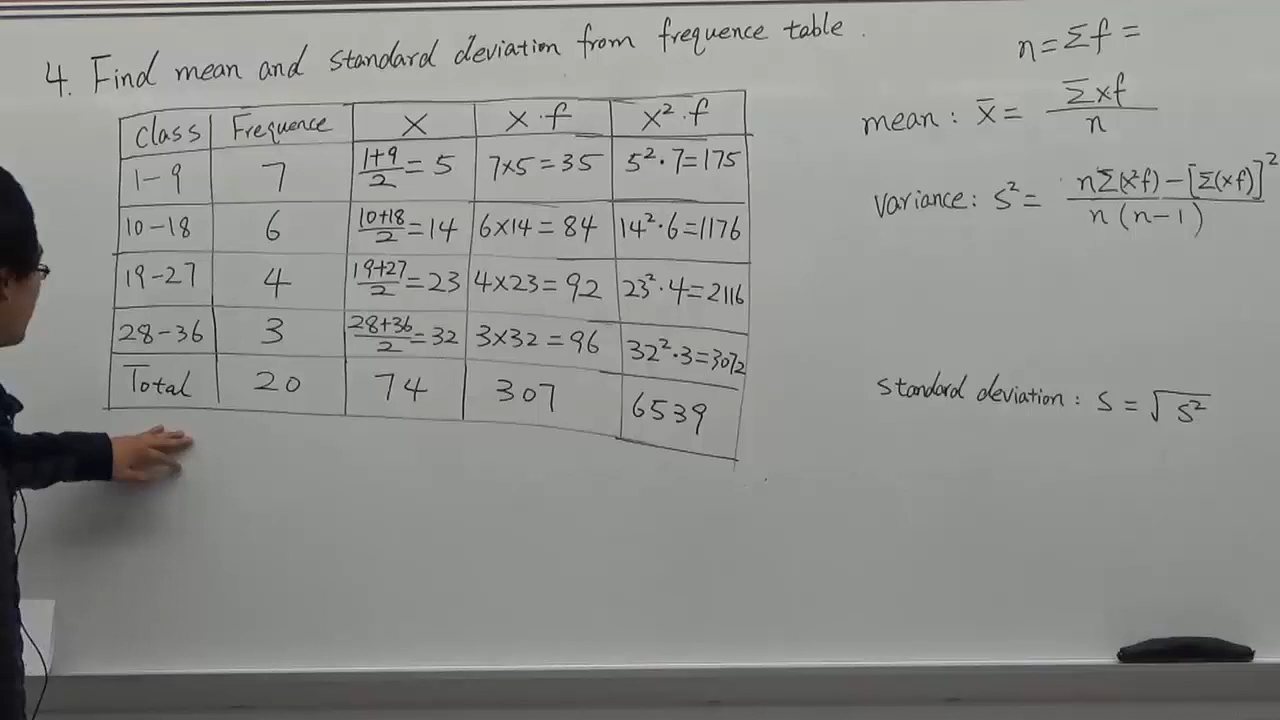 4. Find mean and standard deviation from frequence table.
class Frequence X X·f X²·f
1-9 7 (1+9)/2 = 5 7×5=35 5²·7=175
10-18 6 (10+18)/2 = 14 6×14=84 14²·6=1176
19-27 4 (19+27)/2 = 23 4×23=92 23²·4=2116
28-36 3 (28+36)/2 = 32 3×32=96 32²·3=3072
Total 20 74 307 6539
n = Σf =
mean: x̄ = Σxf / n
variance: s² = (nΣ(x²f) - [Σ(xf)]²) / (n(n-1))
standard deviation: s = √s²